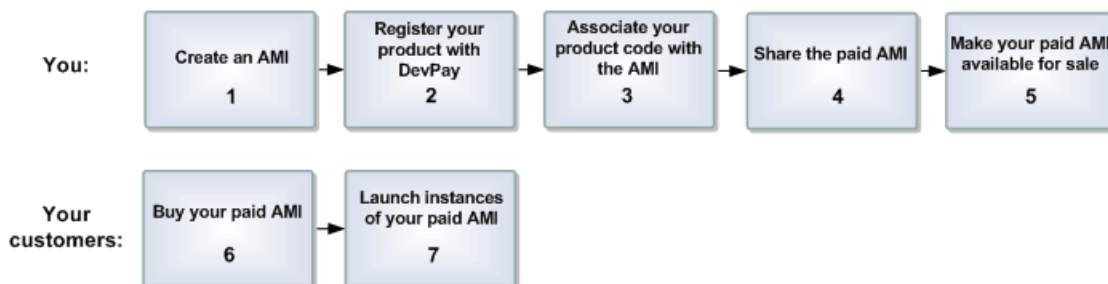 You:
Create an AMI
1
Register your
product with
DevPay
2
Associate your
product code with
the AMI
3
Share the paid AMI
4
Make your paid AMI
available for sale
5
Your
customers:
Buy your paid AMI
6
Launch instances
of your paid AMI
7